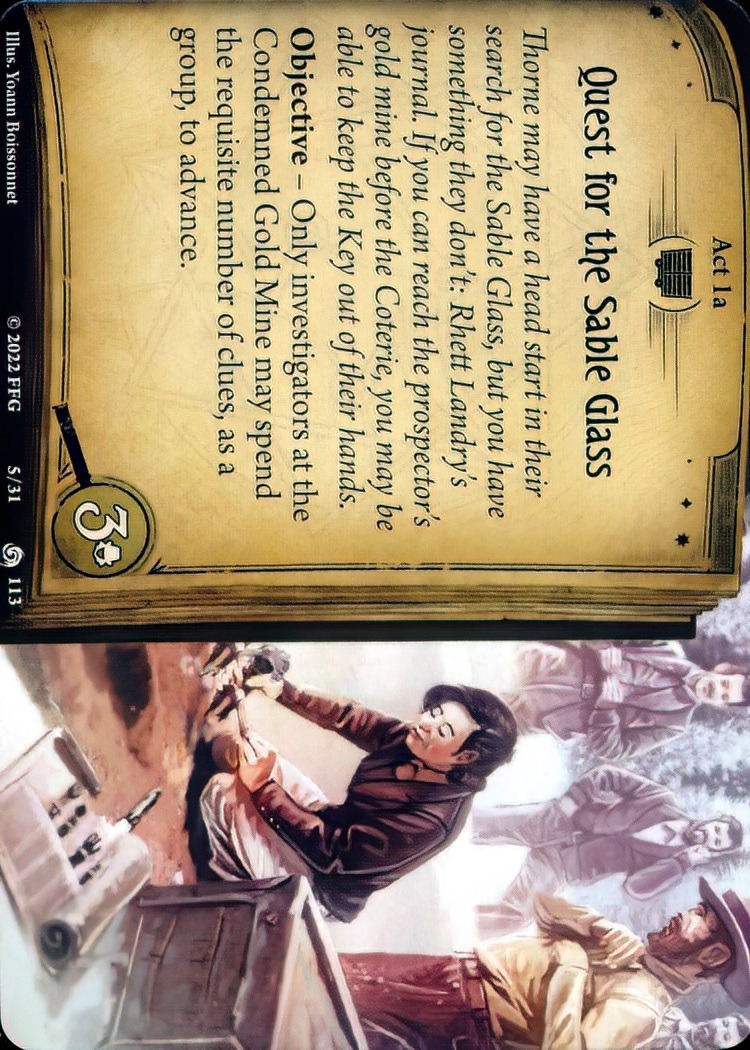 Act 1a
Quest for the Sable Glass
Thorne may have a head start in their
search for the Sable Glass, but you have
something they don't: Rhett Landry's
journal. If you can reach the prospector's
gold mine before the Coterie, you may be
able to keep the Key out of their hands.
Objective – Only investigators at the
Condemned Gold Mine may spend
the requisite number of clues, as a
group, to advance.
3
Illus. Yoann Boissonnet © 2022 FFG 5/31 113